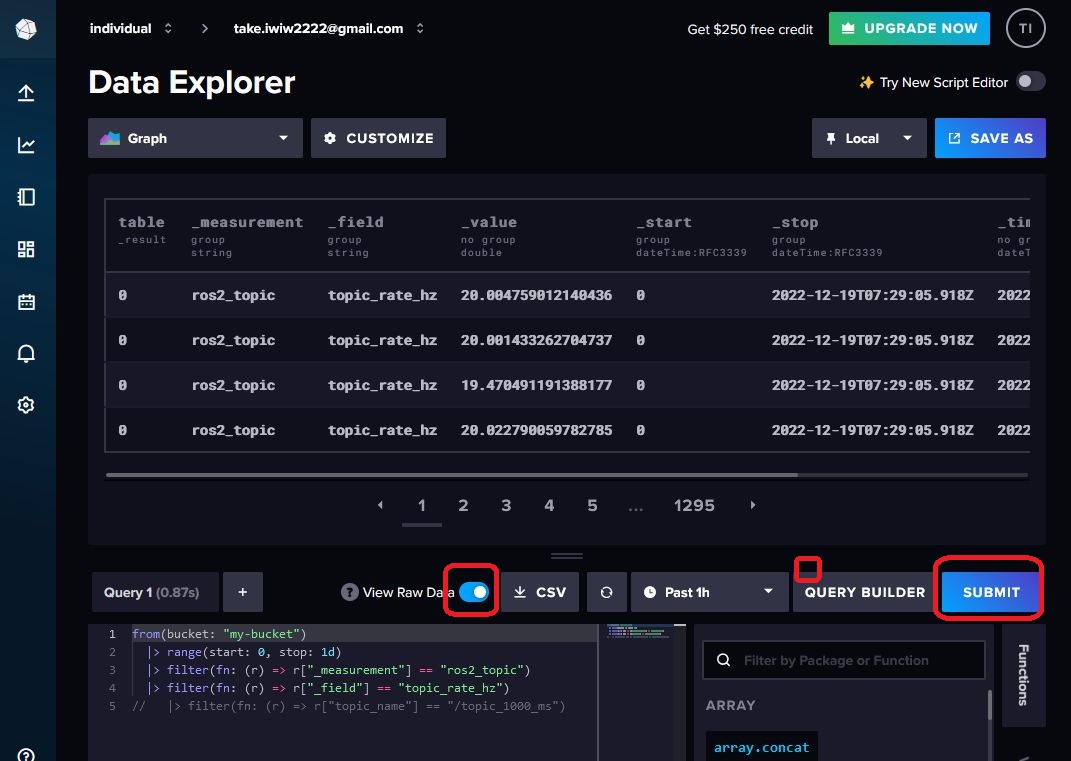 individual take.iwiw2222@gmail.com Get $250 free credit UPGRADE NOW TI
Data Explorer
✨ Try New Script Editor
Graph CUSTOMIZE Local SAVE AS
table _measurement _field _value _start _stop
_result group group no group group group no
string string double dateTime:RFC3339 dateTime:RFC3339
0 ros2_topic topic_rate_hz 20.004759012140436 0 2022-12-19T07:29:05.918Z 2022
0 ros2_topic topic_rate_hz 20.001433262704737 0 2022-12-19T07:29:05.918Z 2022
0 ros2_topic topic_rate_hz 19.470491191388177 0 2022-12-19T07:29:05.918Z 2022
0 ros2_topic topic_rate_hz 20.022790059782785 0 2022-12-19T07:29:05.918Z 2022
1 2 3 4 5 ... 1295
Query 1 (0.87s) + ? View Raw Data CSV Past 1h QUERY BUILDER SUBMIT
1 from(bucket: "my-bucket")
2 |> range(start: 0, stop: 1d)
3 |> filter(fn: (r) => r["_measurement"] == "ros2_topic")
4 |> filter(fn: (r) => r["_field"] == "topic_rate_hz")
5 // |> filter(fn: (r) => r["topic_name"] == "/topic_1000_ms")
Filter by Package or Function
Functions
ARRAY
array.concat